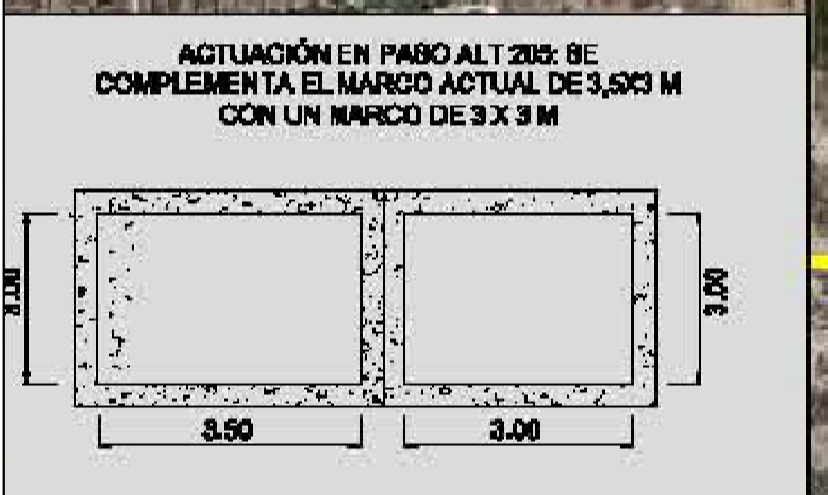 ACTUACIÓN EN PASO ALT 205: SE
COMPLEMENTA EL MARCO ACTUAL DE 3,5X3 M
CON UN MARCO DE 3 X 3 M
3.00
3.00
3.50
3.00